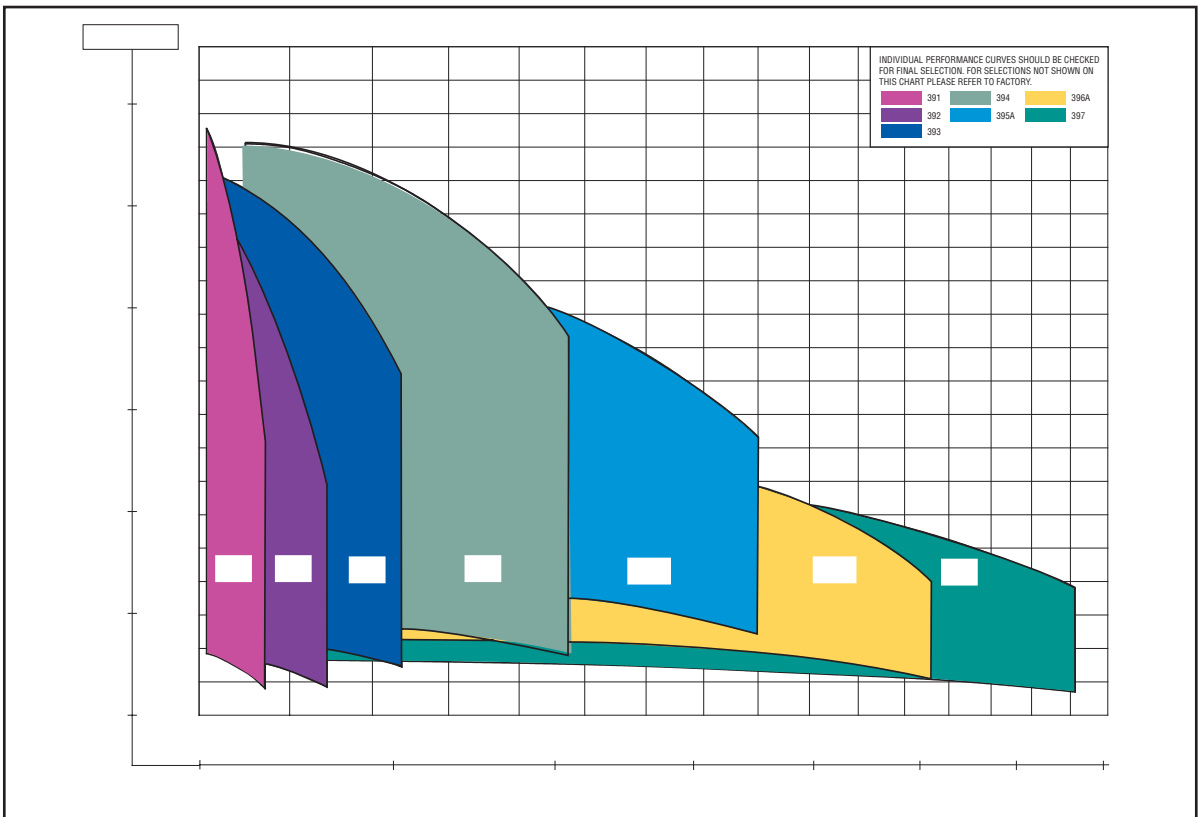 INDIVIDUAL PERFORMANCE CURVES SHOULD BE CHECKED
FOR FINAL SELECTION. FOR SELECTIONS NOT SHOWN ON
THIS CHART PLEASE REFER TO FACTORY.
391 394 396A
392 395A 397
393